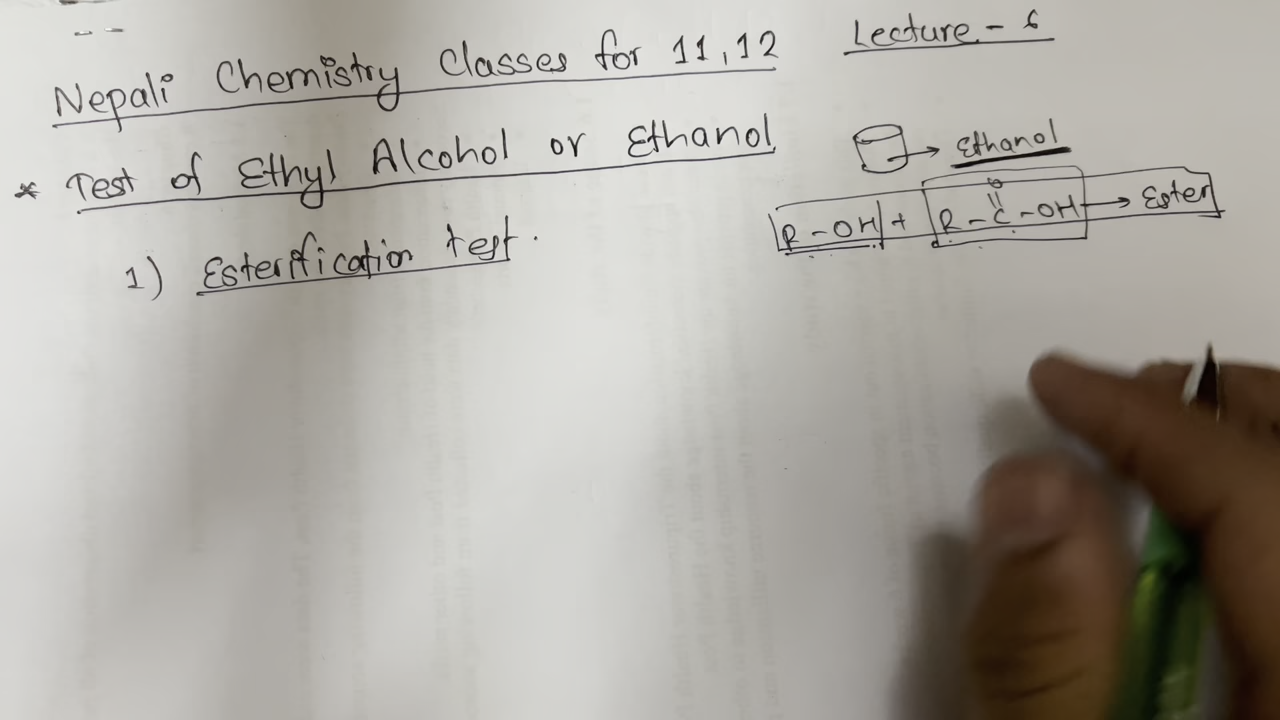 Nepali Chemistry Classes for 11,12
Lecture - 6
* Test of Ethyl Alcohol or Ethanol
→ Ethanol
R - OH + R - C - OH → Ester
O
1) Esterification test.